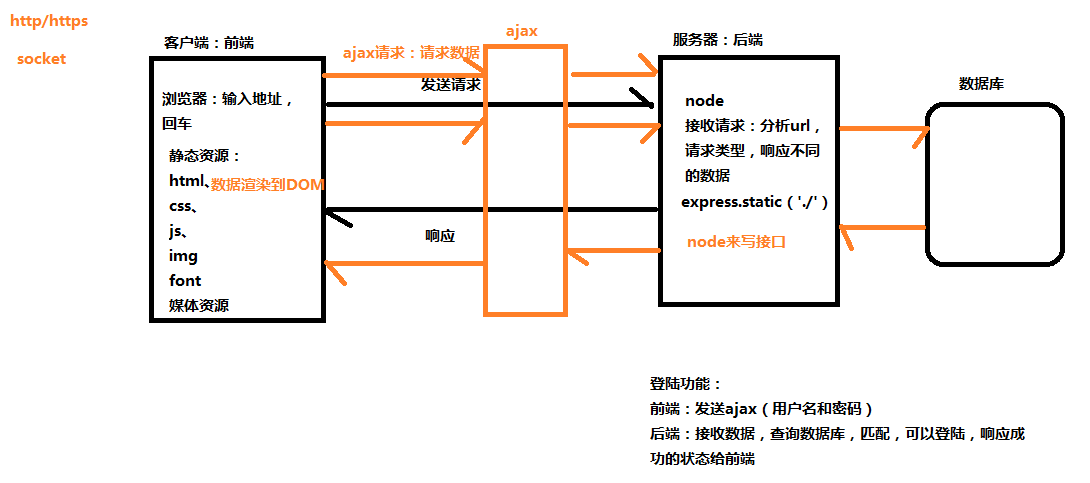 http/https
socket
ajax
客户端：前端
服务器：后端
ajax请求：请求数据
发送请求
数据库
浏览器：输入地址，
回车
node
接收请求：分析url，
请求类型，响应不同
的数据
express.static（'./'）
静态资源：
html、数据渲染到DOM
css、
js、
img
font
媒体资源
响应
node来写接口
登陆功能：
前端：发送ajax（用户名和密码）
后端：接收数据，查询数据库，匹配，可以登陆，响应成
功的状态给前端